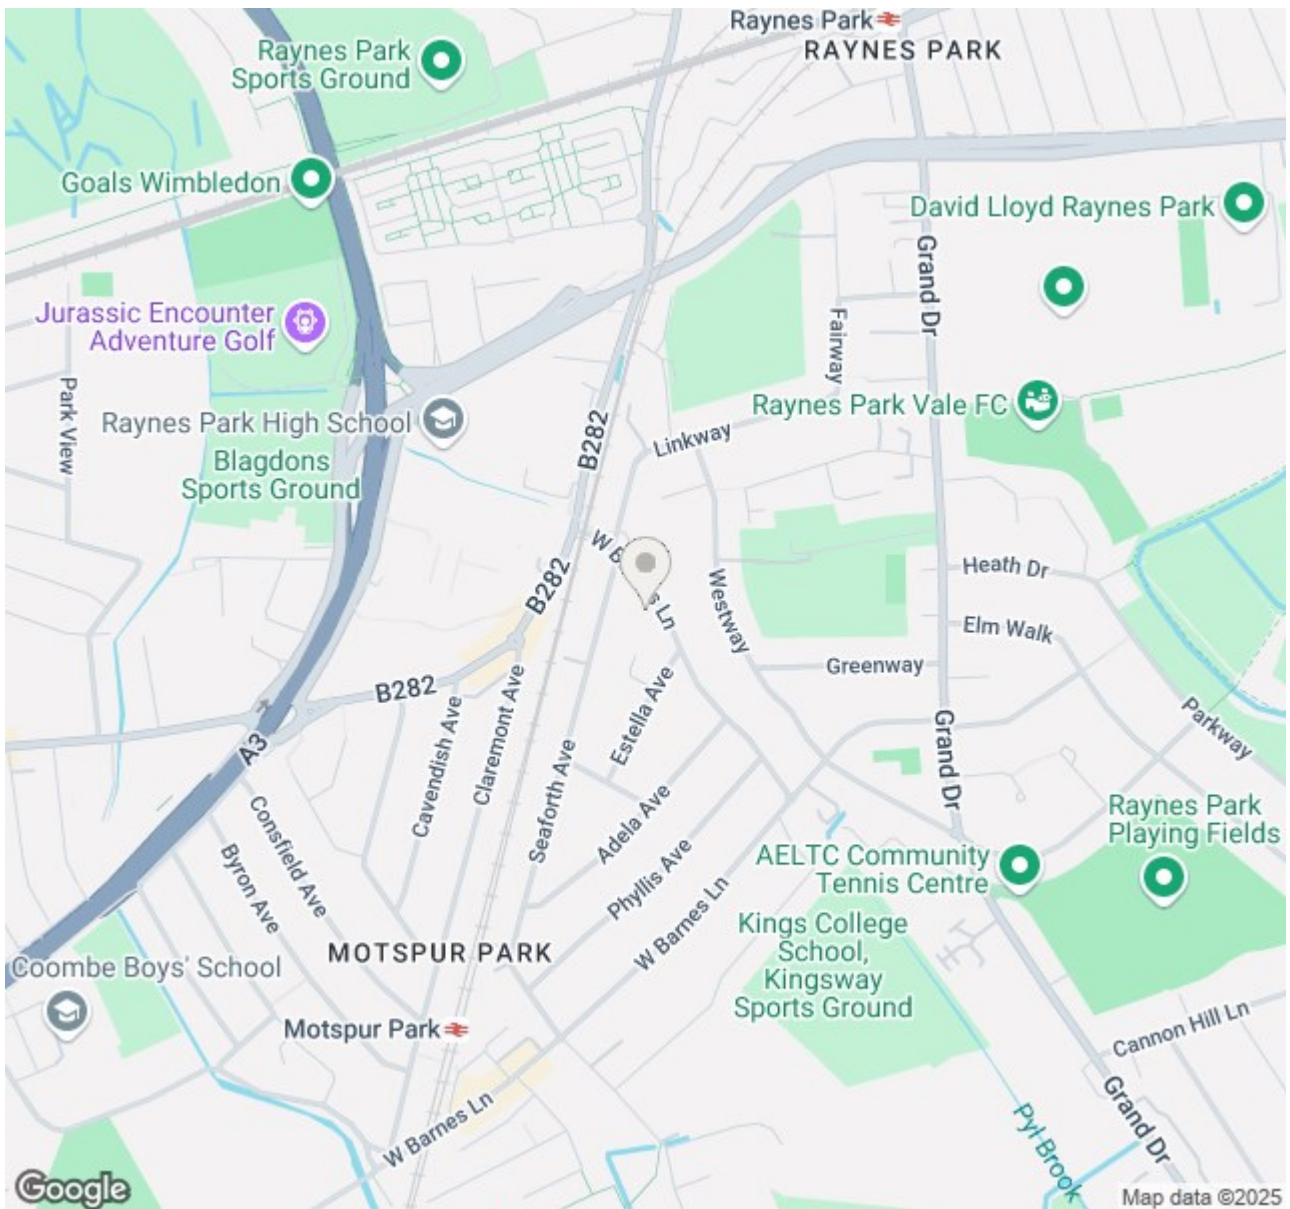 Raynes Park
RAYNES PARK
Raynes Park
Sports Ground
Goals Wimbledon
David Lloyd Raynes Park
Grand Dr
Jurassic Encounter
Adventure Golf
Fairway
Park View
Raynes Park High School
Raynes Park Vale FC
B282
Linkway
Blagdons
Sports Ground
W B
s Ln
B282
Westway
Heath Dr
Elm Walk
Greenway
B282
A3
Cavendish Ave
Claremont Ave
Estella Ave
Seaforth Ave
Grand Dr
Parkway
Consfield Ave
Byron Ave
Adela Ave
Phyllis Ave
W Barnes Ln
Raynes Park
Playing Fields
AELTC Community
Tennis Centre
Kings College
School,
Kingsway
Sports Ground
MOTSPUR PARK
Coombe Boys' School
Motspur Park
Cannon Hill Ln
W Barnes Ln
Grand Dr
Pyl Brook
Google
Map data ©2025